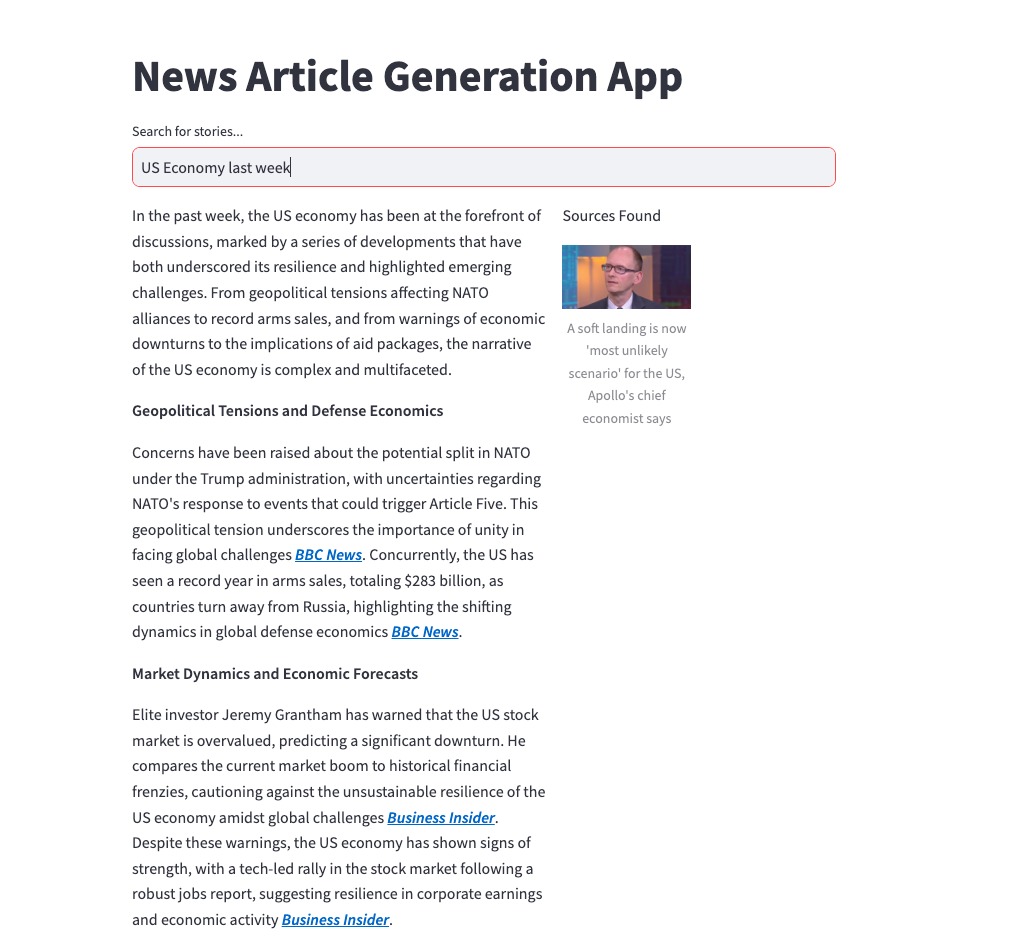 News Article Generation App
Search for stories...
US Economy last week
In the past week, the US economy has been at the forefront of
discussions, marked by a series of developments that have
both underscored its resilience and highlighted emerging
challenges. From geopolitical tensions affecting NATO
alliances to record arms sales, and from warnings of economic
downturns to the implications of aid packages, the narrative
of the US economy is complex and multifaceted.
Geopolitical Tensions and Defense Economics
Concerns have been raised about the potential split in NATO
under the Trump administration, with uncertainties regarding
NATO's response to events that could trigger Article Five. This
geopolitical tension underscores the importance of unity in
facing global challenges BBC News. Concurrently, the US has
seen a record year in arms sales, totaling $283 billion, as
countries turn away from Russia, highlighting the shifting
dynamics in global defense economics BBC News.
Market Dynamics and Economic Forecasts
Elite investor Jeremy Grantham has warned that the US stock
market is overvalued, predicting a significant downturn. He
compares the current market boom to historical financial
frenzies, cautioning against the unsustainable resilience of the
US economy amidst global challenges Business Insider.
Despite these warnings, the US economy has shown signs of
strength, with a tech-led rally in the stock market following a
robust jobs report, suggesting resilience in corporate earnings
and economic activity Business Insider.
Sources Found
A soft landing is now
'most unlikely
scenario' for the US,
Apollo's chief
economist says